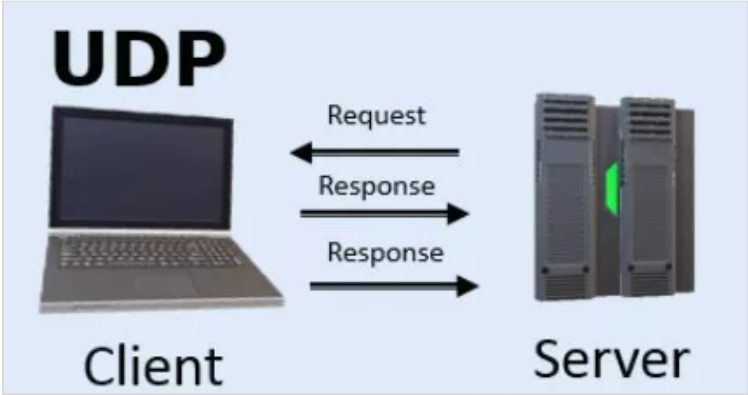 UDP
Request
Response
Response
Client
Server